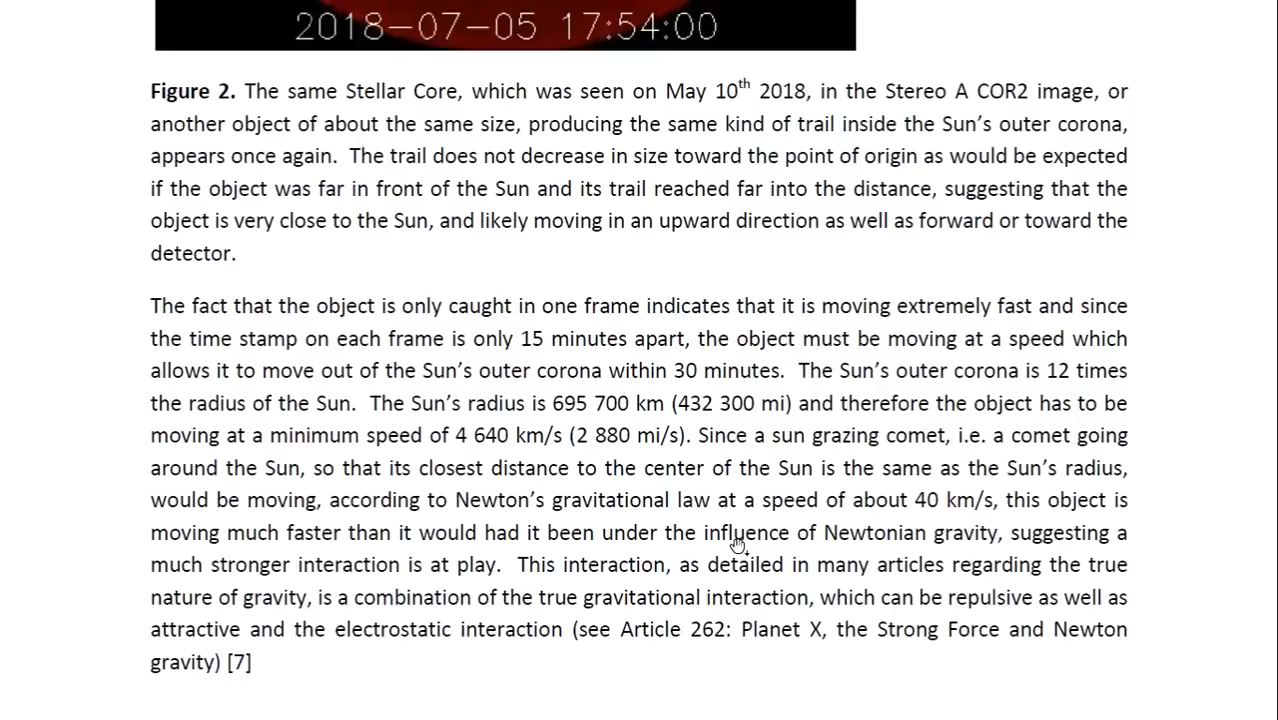 2018-07-05 17:54:00
Figure 2. The same Stellar Core, which was seen on May 10th 2018, in the Stereo A COR2 image, or
another object of about the same size, producing the same kind of trail inside the Sun’s outer corona,
appears once again. The trail does not decrease in size toward the point of origin as would be expected
if the object was far in front of the Sun and its trail reached far into the distance, suggesting that the
object is very close to the Sun, and likely moving in an upward direction as well as forward or toward the
detector.
The fact that the object is only caught in one frame indicates that it is moving extremely fast and since
the time stamp on each frame is only 15 minutes apart, the object must be moving at a speed which
allows it to move out of the Sun’s outer corona within 30 minutes. The Sun’s outer corona is 12 times
the radius of the Sun. The Sun’s radius is 695 700 km (432 300 mi) and therefore the object has to be
moving at a minimum speed of 4 640 km/s (2 880 mi/s). Since a sun grazing comet, i.e. a comet going
around the Sun, so that its closest distance to the center of the Sun is the same as the Sun’s radius,
would be moving, according to Newton’s gravitational law at a speed of about 40 km/s, this object is
moving much faster than it would had it been under the influence of Newtonian gravity, suggesting a
much stronger interaction is at play. This interaction, as detailed in many articles regarding the true
nature of gravity, is a combination of the true gravitational interaction, which can be repulsive as well as
attractive and the electrostatic interaction (see Article 262: Planet X, the Strong Force and Newton
gravity) [7]